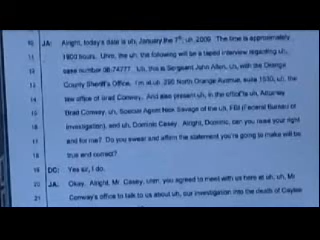 10 JA: Alright, today's date is uh, January the 7th, uh, 2009. The time is approximately
11 1800 hours. Uhm, the uh, the following will be a taped interview regarding uh,
12 case number 08-74777. Uh, this is Sergeant John Allen, uh, with the Orange
13 County Sheriff's Office. I'm at uh, 390 North Orange Avenue, suite 1630, uh, the
14 law office of Brad Conway. And also present uh, in the office is uh, Attorney
15 Brad Conway, uh, Special Agent Nick Savage of the uh, FBI (Federal Bureau of
16 Investigation), and uh, Dominic Casey. Alright, Dominic, can you raise your right
17 hand for me? Do you swear and affirm the statement you're going to make will be
18 true and correct?
19 DC: Yes sir, I do.
20 JA: Okay. Alright, Mr. Casey, uhm, you agreed to meet with us here at uh, uh, Mr.
21 Conway's office to talk to us about uh, our investigation into the death of Caylee